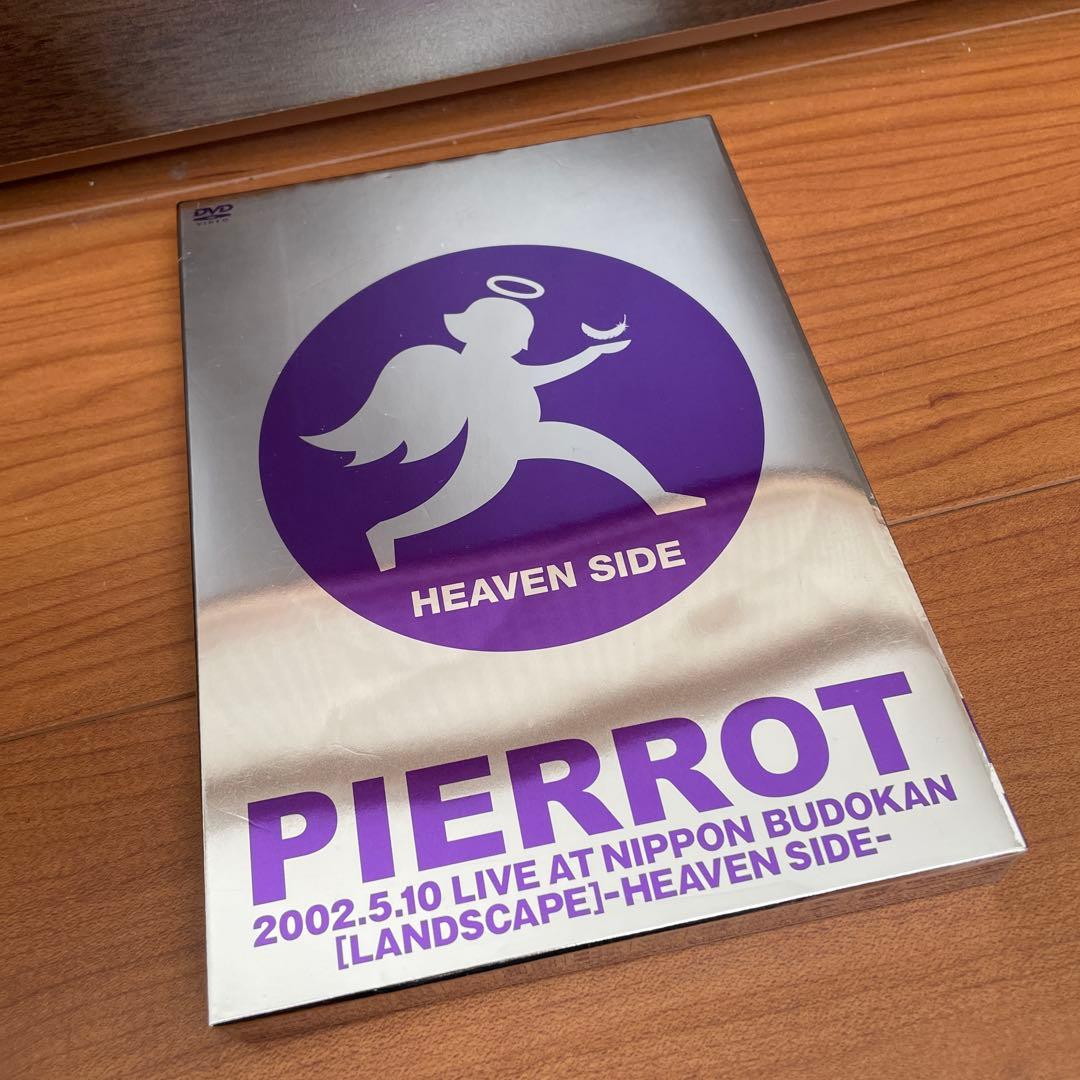 DVD
VIDEO
HEAVEN SIDE
PIERROT
2002.5.10 LIVE AT NIPPON BUDOKAN
[LANDSCAPE]-HEAVEN SIDE-